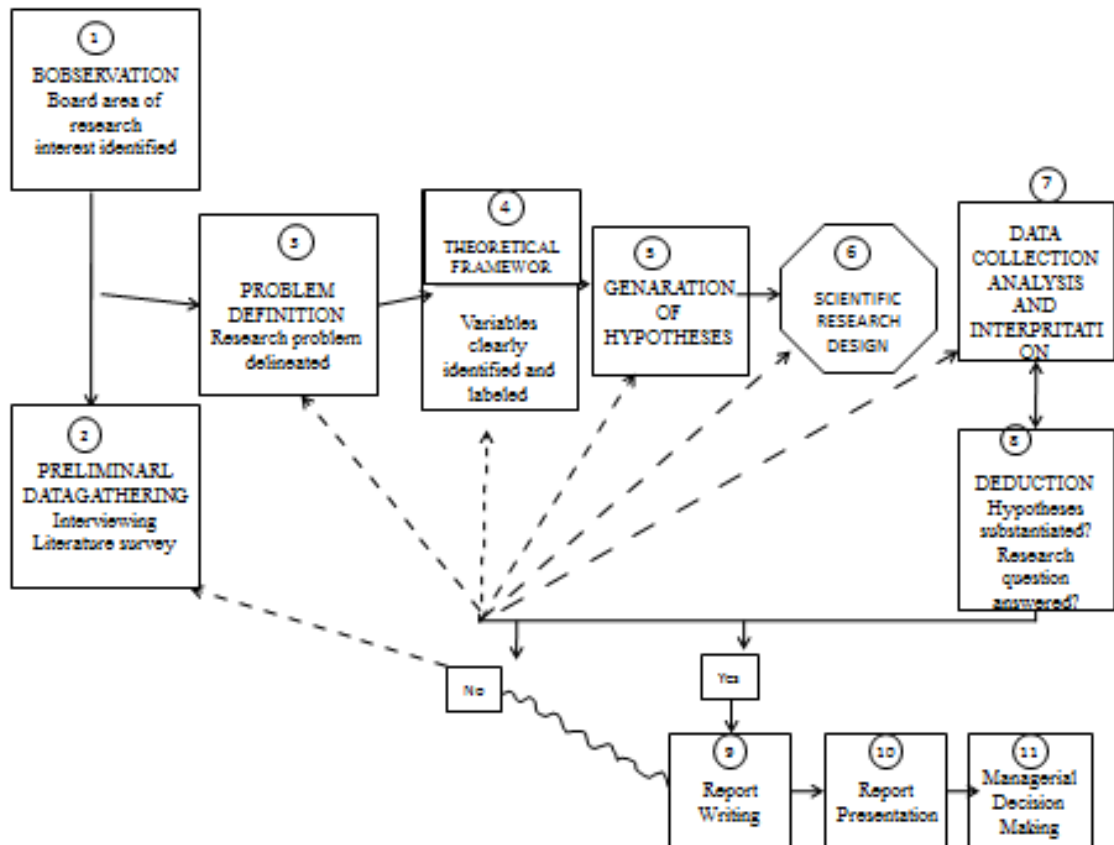 1
BOBSERVATION
Board area of
research
interest identified
2
PRELIMINARL
DATAGATHERING
Interviewing
Literature survey
3
PROBLEM
DEFINITION
Research problem
delineated
4
THEORETICAL
FRAMEWOR
Variables
clearly
identified and
labeled
5
GENARATION
OF
HYPOTHESES
6
SCIENTIFIC
RESEARCH
DESIGN
7
DATA
COLLECTION
ANALYSIS
AND
INTERPRITATI
ON
8
DEDUCTION
Hypotheses
substantiated?
Research
question
answered?
No
Yes
9
Report
Writing
10
Report
Presentation
11
Managerial
Decision
Making